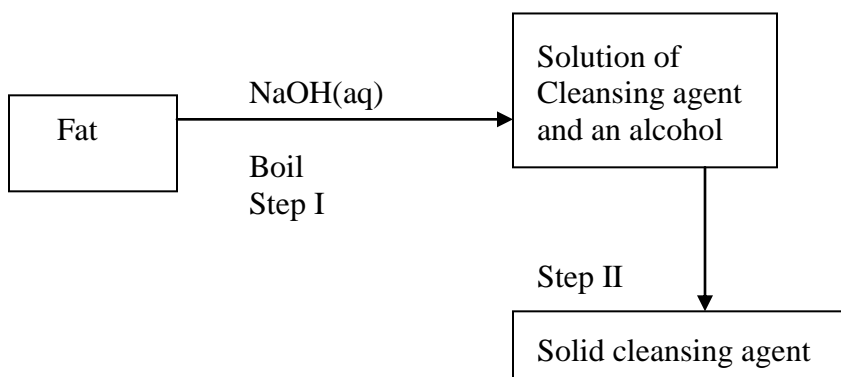 Fat
NaOH(aq)
Boil
Step I
Solution of
Cleansing agent
and an alcohol
Step II
Solid cleansing agent